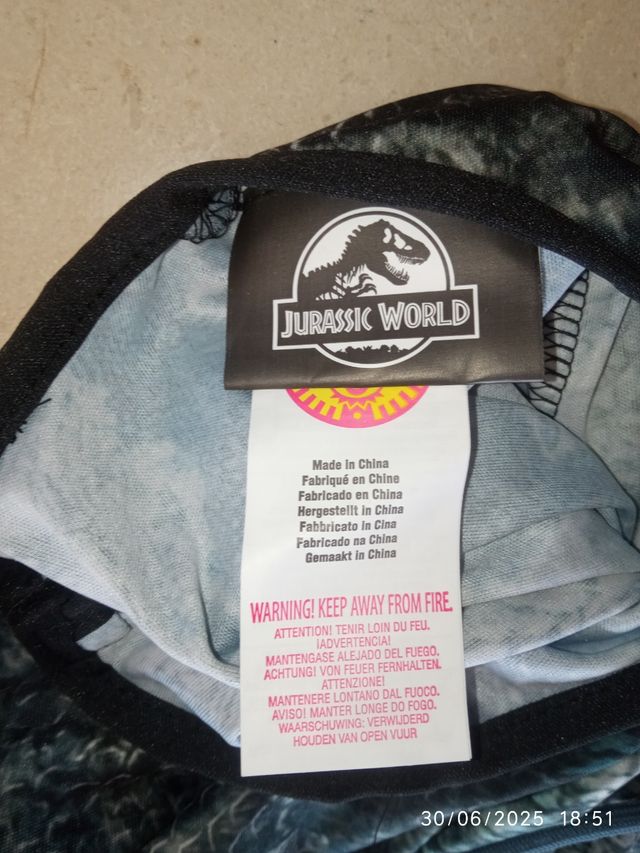 JURASSIC WORLD
Made in China
Fabriqué en Chine
Fabricado en China
Hergestellt in China
Fabbricato in Cina
Fabricado na China
Gemaakt in China
WARNING! KEEP AWAY FROM FIRE.
ATTENTION! TENIR LOIN DU FEU.
¡ADVERTENCIA!
MANTENGASE ALEJADO DEL FUEGO.
ACHTUNG! VON FEUER FERNHALTEN.
ATTENZIONE!
MANTENERE LONTANO DAL FUOCO.
AVISO! MANTER LONGE DO FOGO.
WAARSCHUWING: VERWIJDERD
HOUDEN VAN OPEN VUUR
30/06/2025 18:51